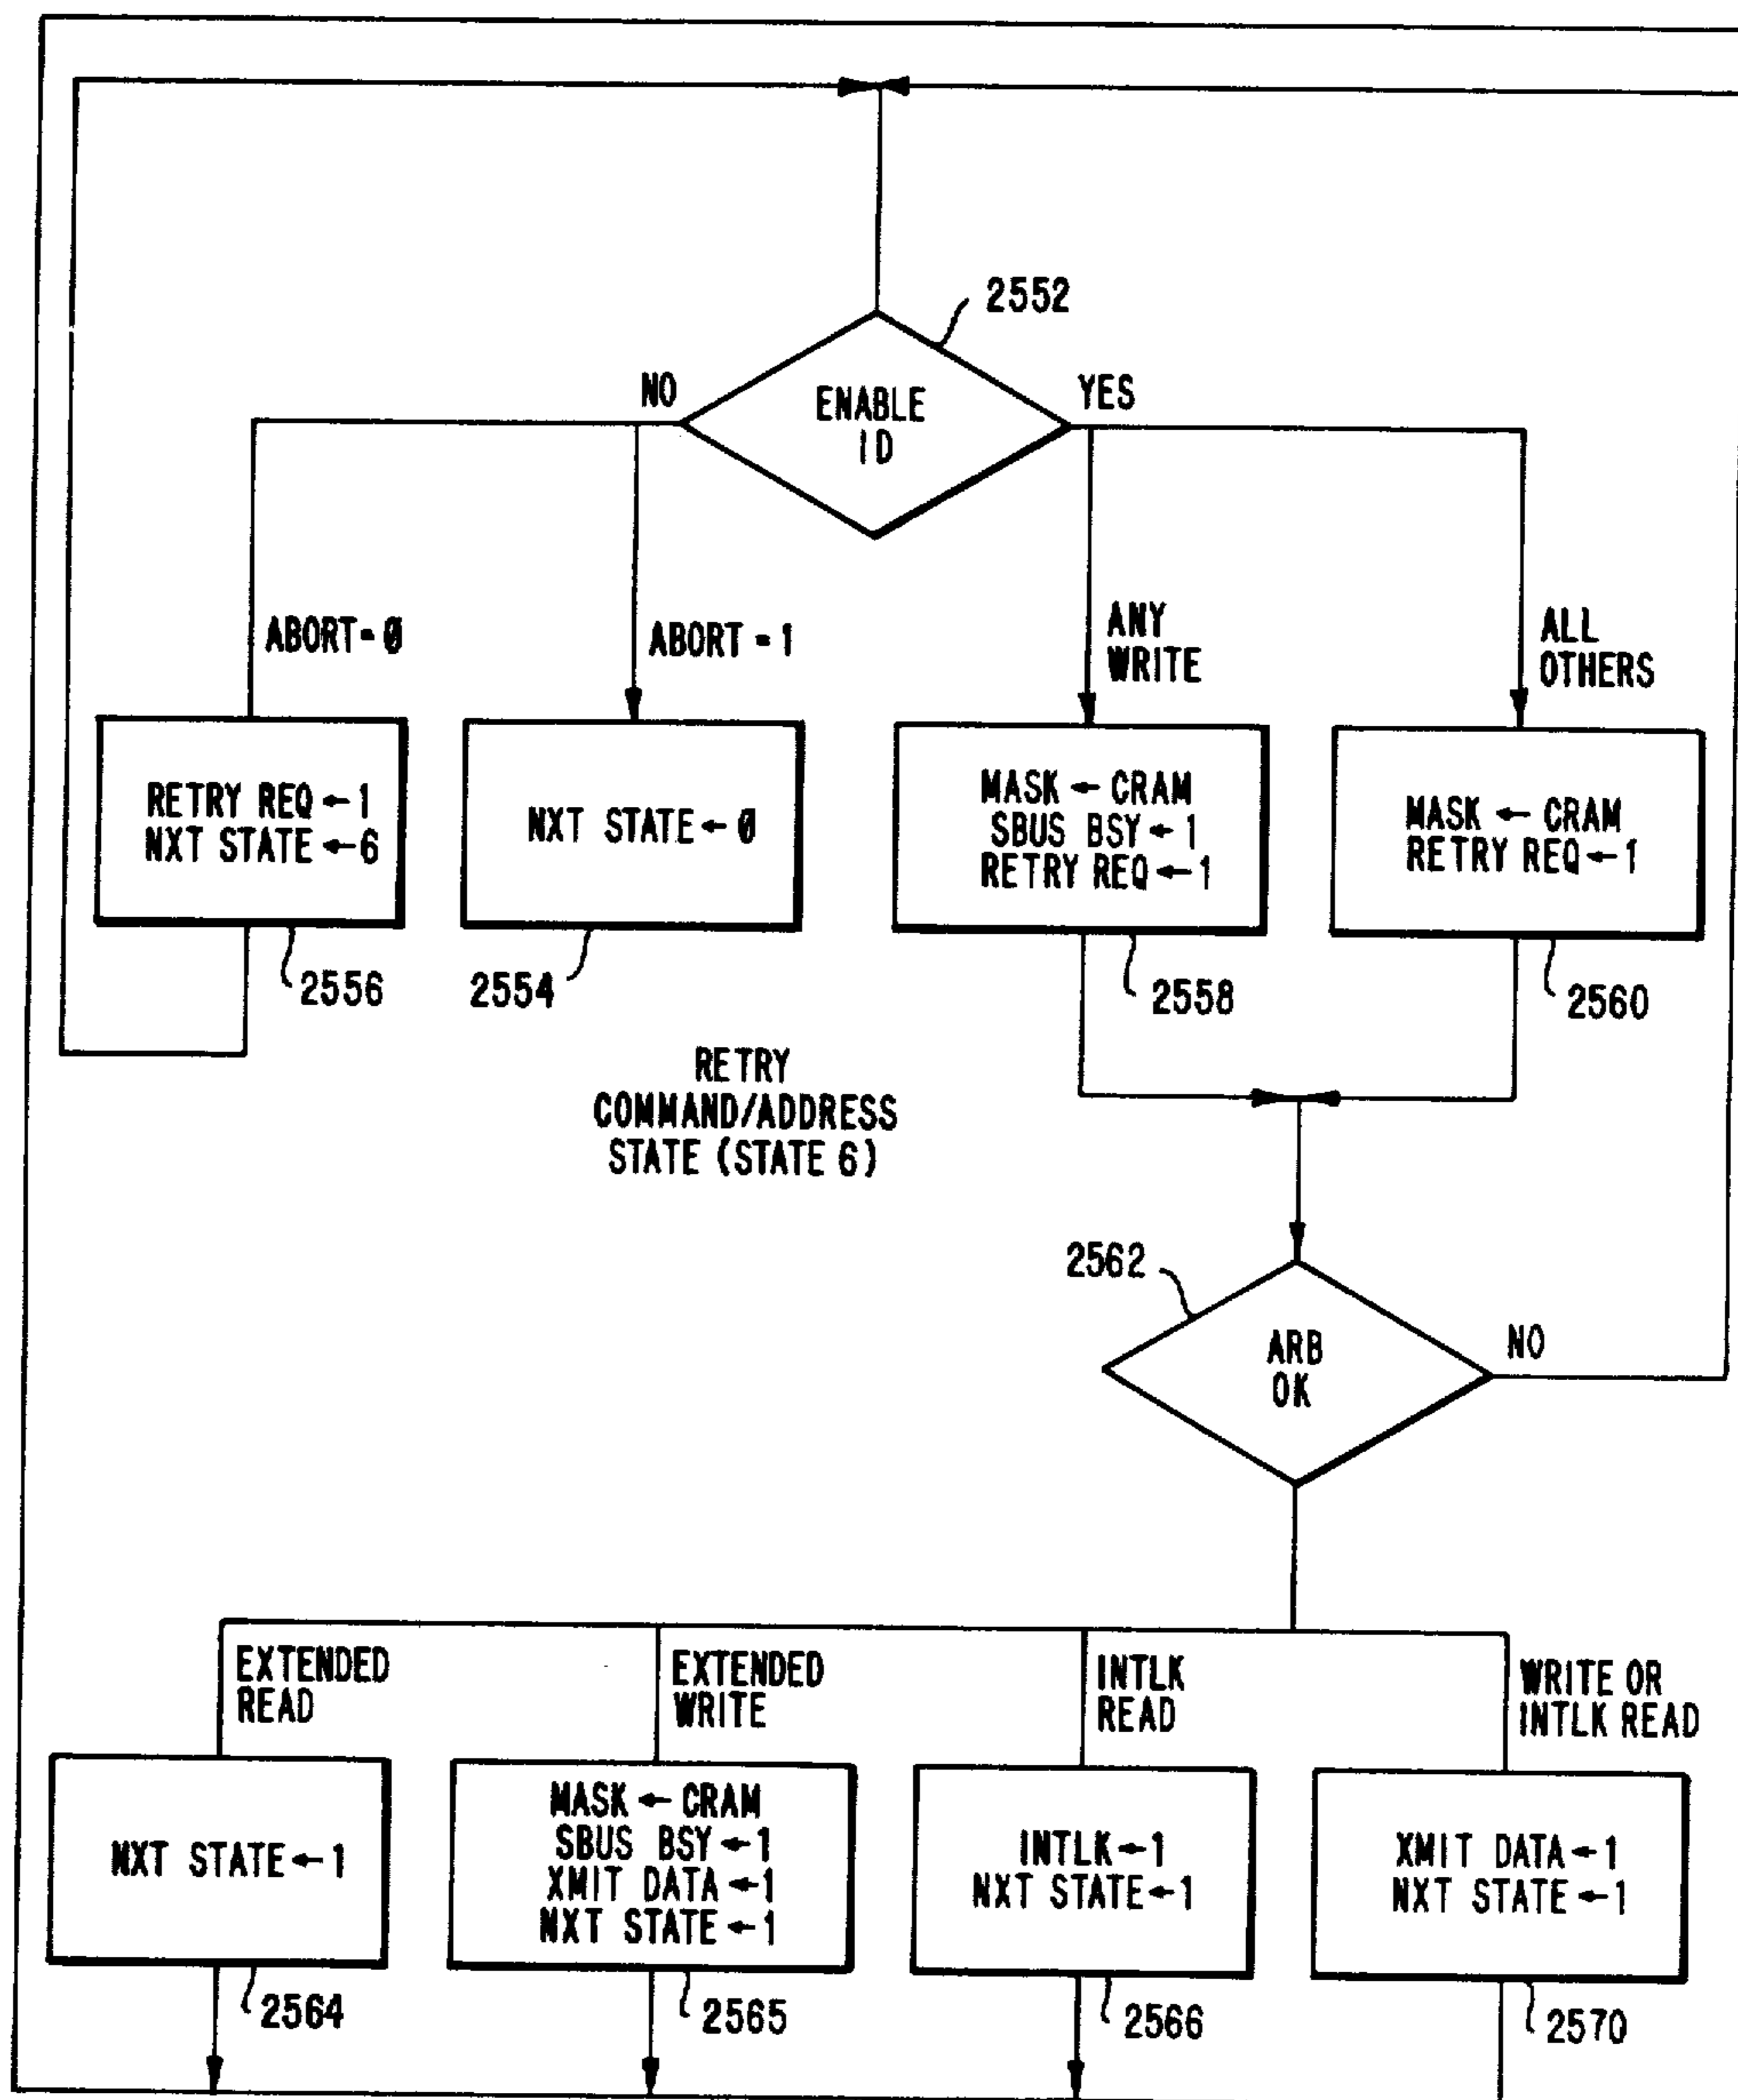 2552
NO
YES
ENABLE
ID
ABORT=0
ABORT=1
ANY
WRITE
ALL
OTHERS
RETRY REQ←1
NXT STATE←6
NXT STATE←0
MASK←CRAM
SBUS BSY←1
RETRY REQ←1
MASK←CRAM
RETRY REQ←1
2556
2554
2558
2560
RETRY
COMMAND/ADDRESS
STATE (STATE 6)
2562
ARB
OK
NO
EXTENDED
READ
EXTENDED
WRITE
INTLK
READ
WRITE OR
INTLK READ
NXT STATE←1
MASK←CRAM
SBUS BSY←1
XMIT DATA←1
NXT STATE←1
INTLK←1
NXT STATE←1
XMIT DATA←1
NXT STATE←1
2564
2565
2566
2570